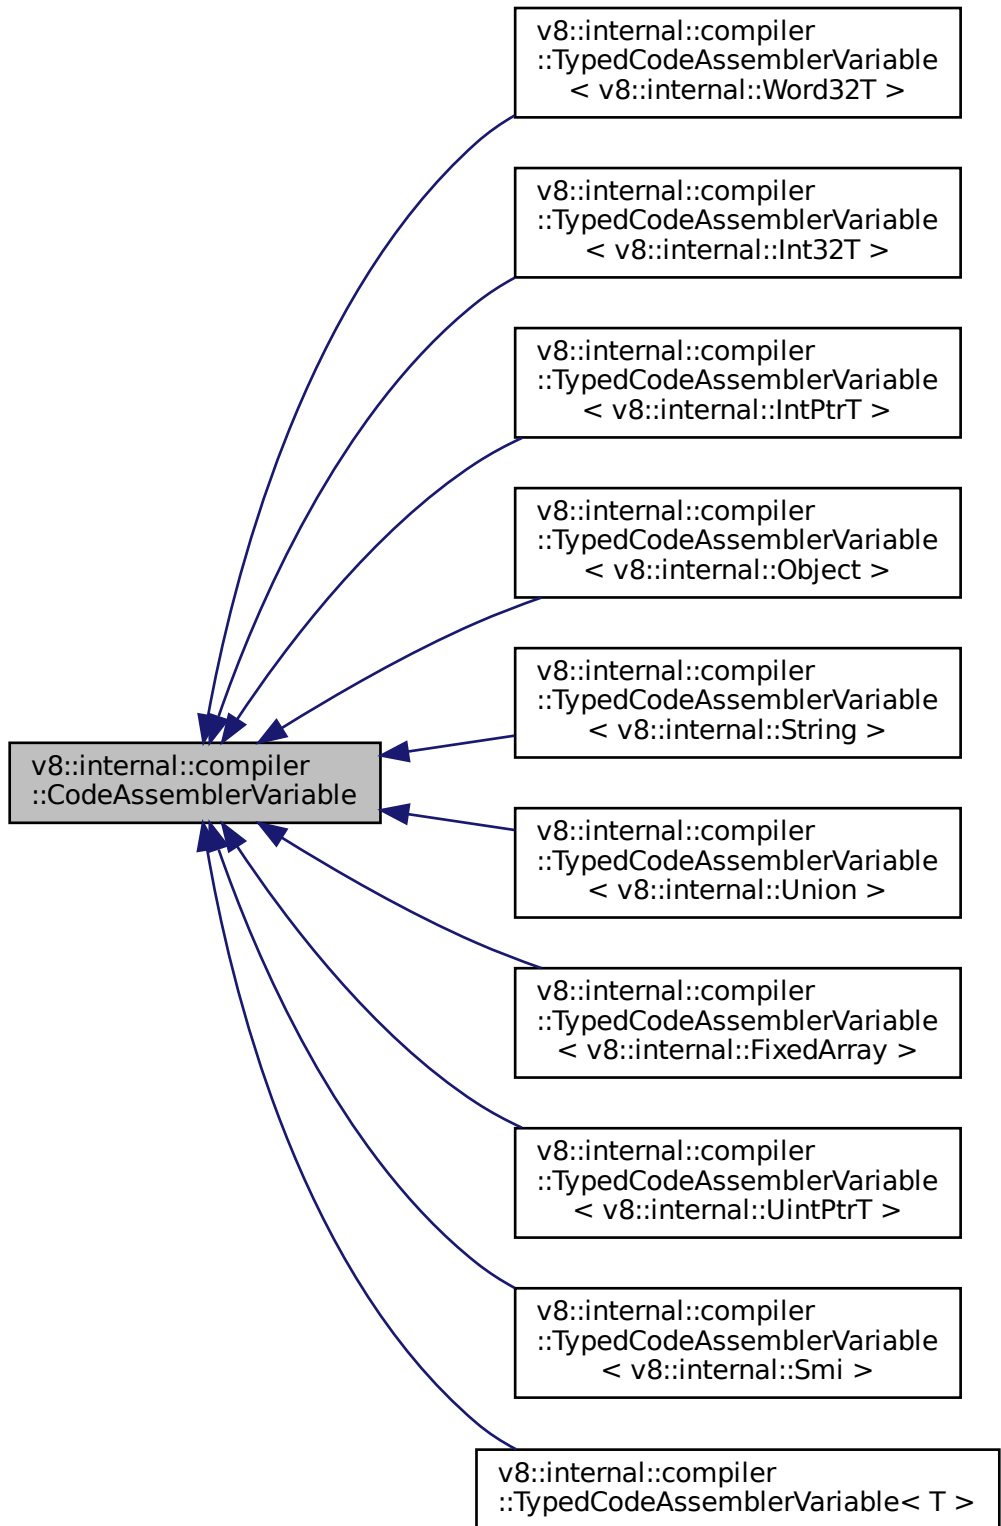 v8::internal::compiler
::TypedCodeAssemblerVariable
< v8::internal::Word32T >
v8::internal::compiler
::TypedCodeAssemblerVariable
< v8::internal::Int32T >
v8::internal::compiler
::TypedCodeAssemblerVariable
< v8::internal::IntPtrT >
v8::internal::compiler
::TypedCodeAssemblerVariable
< v8::internal::Object >
v8::internal::compiler
::TypedCodeAssemblerVariable
< v8::internal::String >
v8::internal::compiler
::CodeAssemblerVariable
v8::internal::compiler
::TypedCodeAssemblerVariable
< v8::internal::Union >
v8::internal::compiler
::TypedCodeAssemblerVariable
< v8::internal::FixedArray >
v8::internal::compiler
::TypedCodeAssemblerVariable
< v8::internal::UintPtrT >
v8::internal::compiler
::TypedCodeAssemblerVariable
< v8::internal::Smi >
v8::internal::compiler
::TypedCodeAssemblerVariable< T >